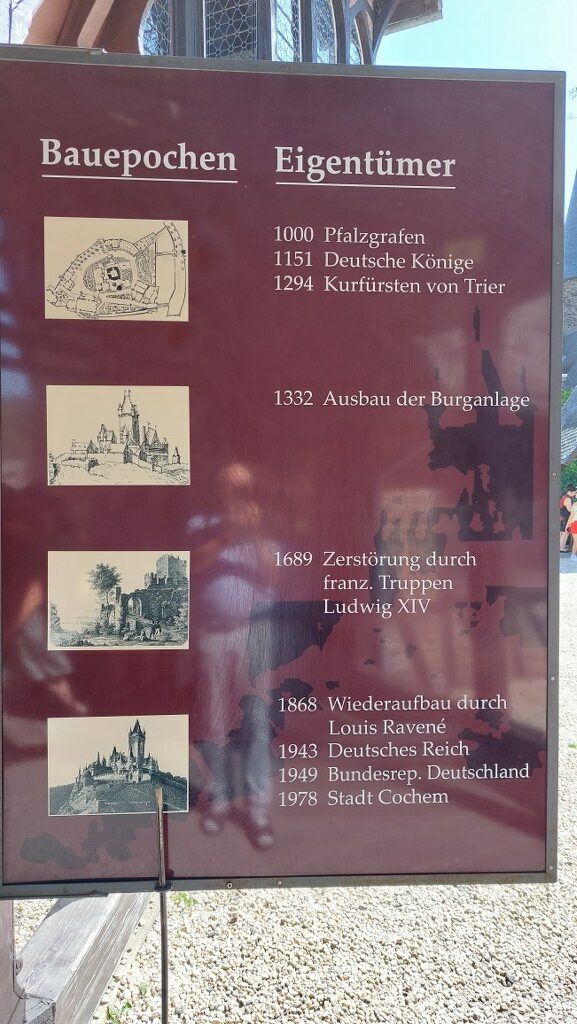 Bauepochen
Eigentümer
1000 Pfalzgrafen
1151 Deutsche Könige
1294 Kurfürsten von Trier
1332 Ausbau der Burganlage
1689 Zerstörung durch
franz. Truppen
Ludwig XIV
1868 Wiederaufbau durch
Louis Ravené
1943 Deutsches Reich
1949 Bundesrep. Deutschland
1978 Stadt Cochem